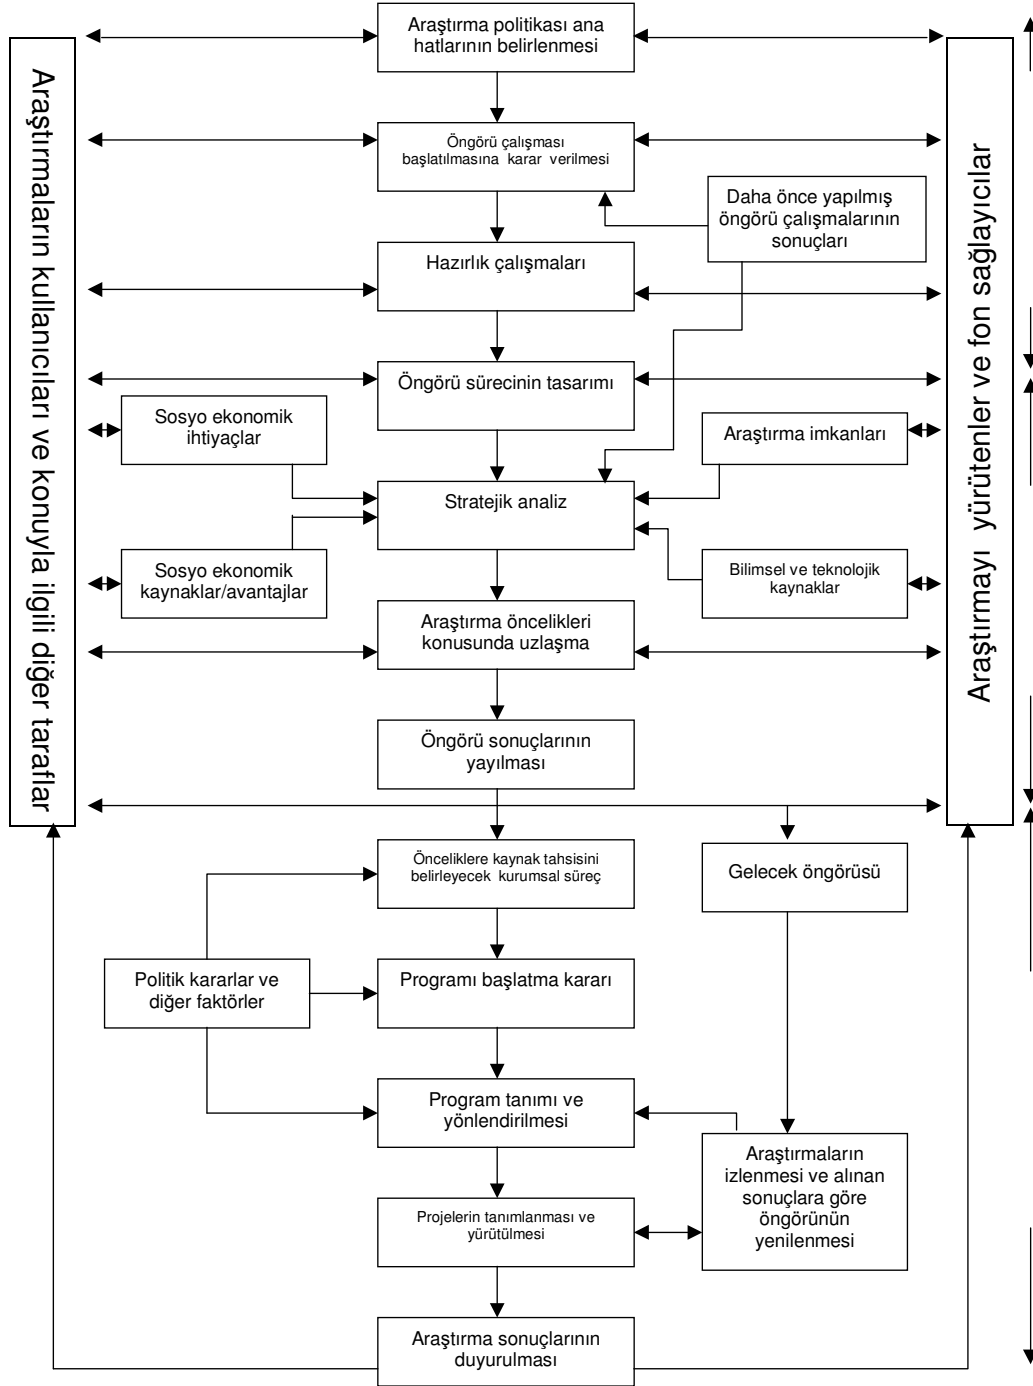 Araştırma politikası ana
hatlarının belirlenmesi
Araştırmaların kullanıcıları ve konuyla ilgili diğer taraflar
Araştırmayı yürütenler ve fon sağlayıcılar
Öngörü çalışması
başlatılmasına karar verilmesi
Daha önce yapılmış
öngörü çalışmalarının
sonuçları
Hazırlık çalışmaları
Öngörü sürecinin tasarımı
Sosyo ekonomik
ihtiyaçlar
Araştırma imkanları
Stratejik analiz
Sosyo ekonomik
kaynaklar/avantajlar
Bilimsel ve teknolojik
kaynaklar
Araştırma öncelikleri
konusunda uzlaşma
Öngörü sonuçlarının
yayılması
Önceliklere kaynak tahsisini
belirleyecek kurumsal süreç
Gelecek öngörüsü
Politik kararlar ve
diğer faktörler
Programı başlatma kararı
Program tanımı ve
yönlendirilmesi
Araştırmaların
izlenmesi ve alınan
sonuçlara göre
öngörünün
yenilenmesi
Projelerin tanımlanması ve
yürütülmesi
Araştırma sonuçlarının
duyurulması